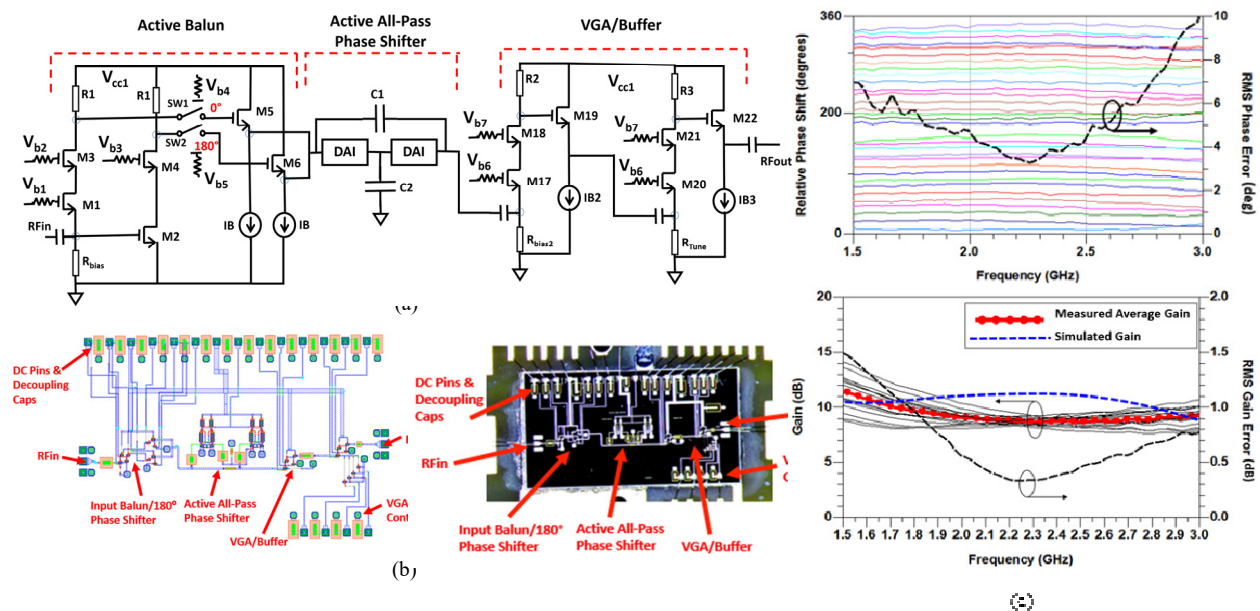 Active Balun
Active All-Pass
Phase Shifter
VGA/Buffer
Vcc1
R1
R1
SW1
Vb4
0°
SW2
180°
Vb5
M5
M6
Vb2
M3
Vb3
M4
Vb1
M1
RFin
M2
Rbias
IB
IB
C1
DAI
DAI
C2
R2
Vcc1
R3
Vb7
M18
M19
Vb7
M21
M22
RFout
Vb6
M17
Vb6
M20
IB2
IB3
Rbias2
RTune
(a)
DC Pins &
Decoupling
Caps
RFin
Input Balun/180°
Phase Shifter
Active All-Pass
Phase Shifter
VGA/Buffer
VGA
Cont
DC Pins &
Decoupling
Caps
RFin
Input Balun/180°
Phase Shifter
Active All-Pass
Phase Shifter
VGA/Buffer
(b)
360
200
0
Relative Phase Shift (degrees)
10
8
6
4
2
0
RMS Phase Error (deg)
1.5 2.0 2.5 3.0
Frequency (GHz)
20
15
10
5
0
Gain (dB)
Measured Average Gain
Simulated Gain
2.0
1.5
1.0
0.5
0.0
RMS Gain Error (dB)
1.5 1.6 1.7 1.8 1.9 2.0 2.1 2.2 2.3 2.4 2.5 2.6 2.7 2.8 2.9 3.0
Frequency (GHz)
(c)